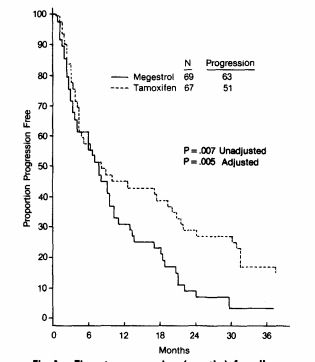 100
90
80
70
60
50
40
30
20
10
0
Proportion Progression Free
N Progression
Megestrol 69 63
Tamoxifen 67 51
P = .007 Unadjusted
P = .005 Adjusted
0 6 12 18 24 30 36
Months